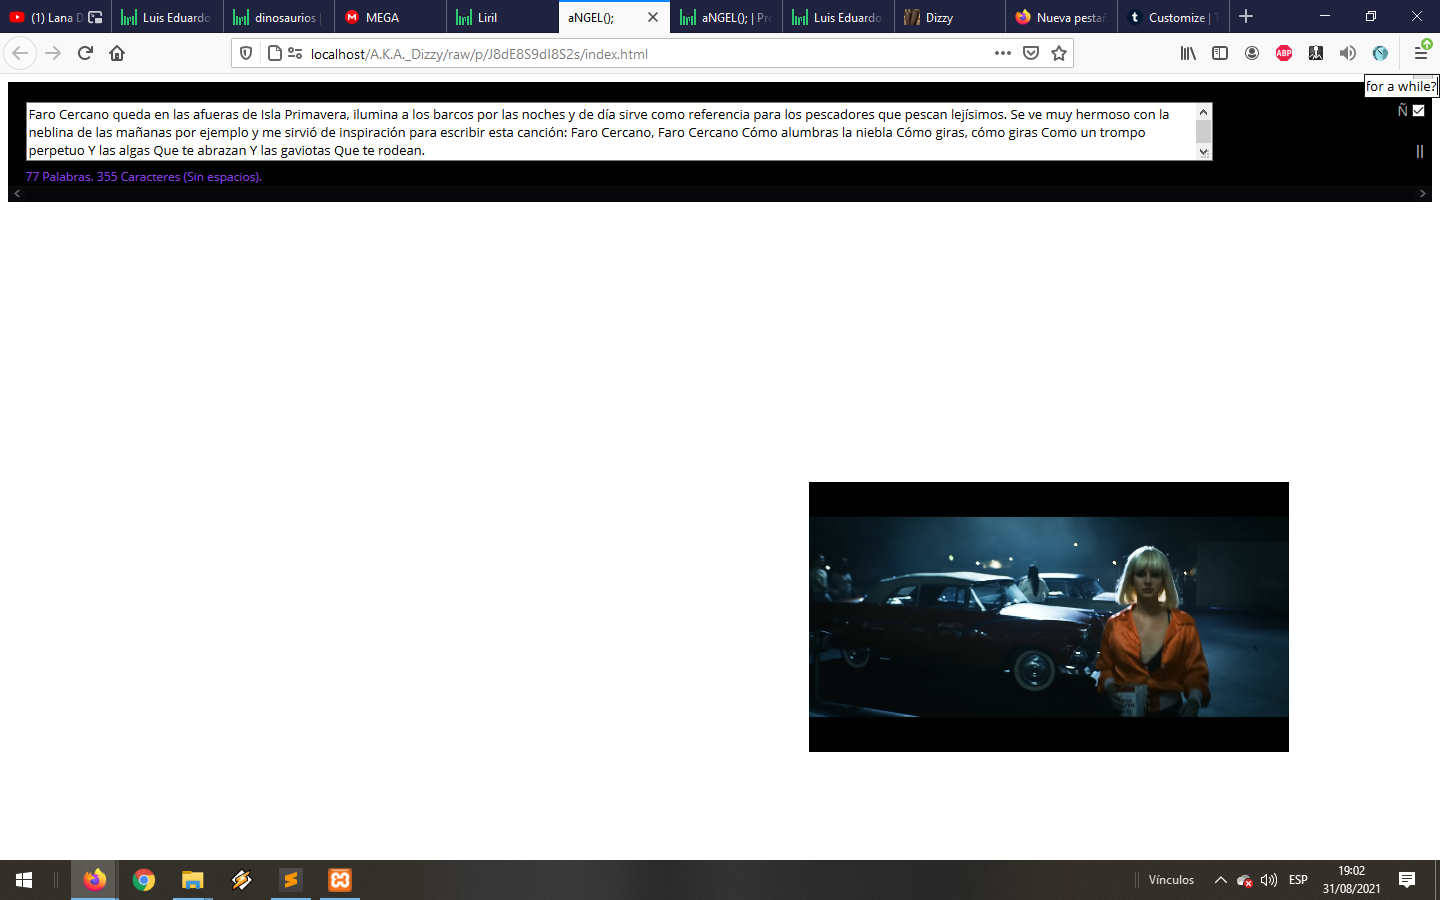 (1) Lana D
Luis Eduardo
dinosaurios |
MEGA
Liril
aNGEL();
aNGEL(); | Pro
Luis Eduardo
Dizzy
Nueva pestañ
Customize | T
localhost/A.K.A._Dizzy/raw/p/J8dE8S9dI8S2s/index.html
ABP
for a while?
Faro Cercano queda en las afueras de Isla Primavera, ilumina a los barcos por las noches y de día sirve como referencia para los pescadores que pescan lejísimos. Se ve muy hermoso con la
neblina de las mañanas por ejemplo y me sirvió de inspiración para escribir esta canción: Faro Cercano, Faro Cercano Cómo alumbras la niebla Cómo giras, cómo giras Como un trompo
perpetuo Y las algas Que te abrazan Y las gaviotas Que te rodean.
Ñ
||
77 Palabras. 355 Caracteres (Sin espacios).
Vínculos
ESP
19:02
31/08/2021